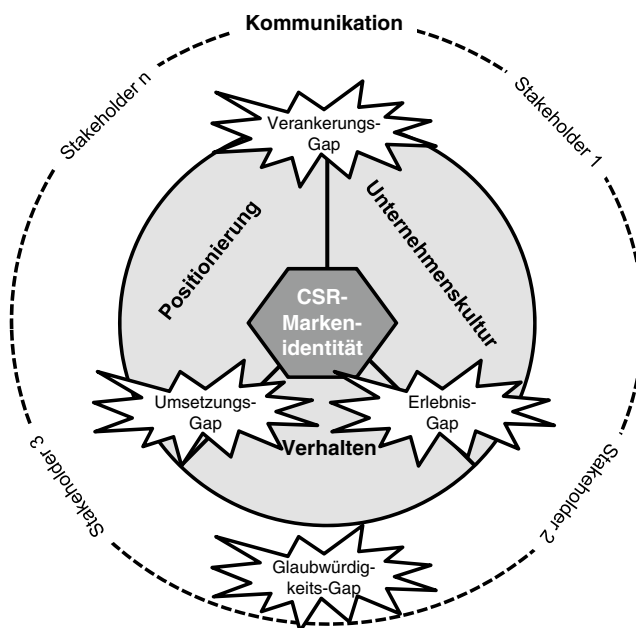 Kommunikation
Stakeholder n
Stakeholder 1
Verankerungs-
Gap
Positionierung
Unternehmenskultur
CSR-
Marken-
identität
Umsetzungs-
Gap
Erlebnis-
Gap
Verhalten
Stakeholder 3
Stakeholder 2
Glaubwürdig-
keits-Gap